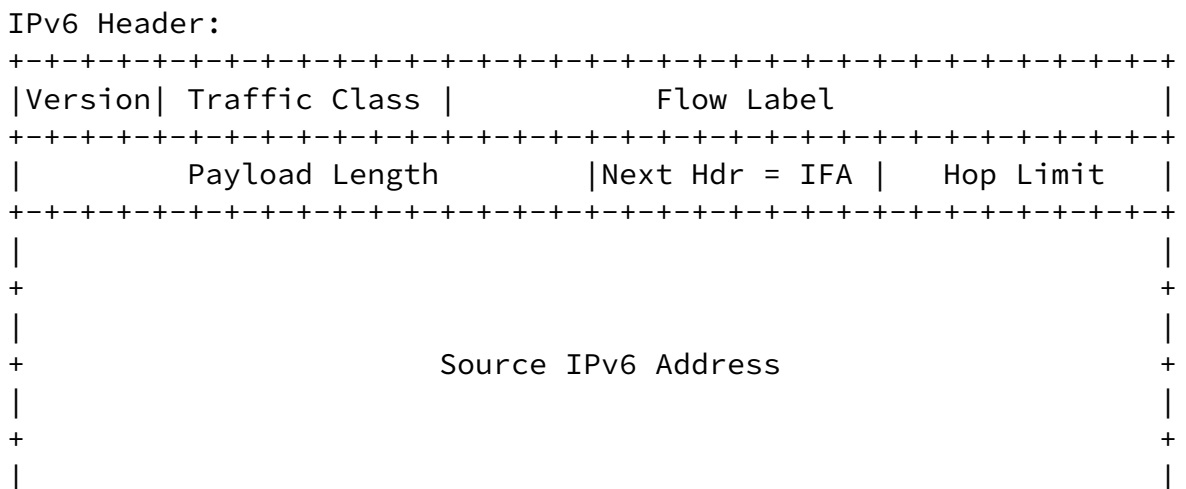 IPv6 Header:
+-+-+-+-+-+-+-+-+-+-+-+-+-+-+-+-+-+-+-+-+-+-+-+-+-+-+-+-+-+-+-+-+
|Version| Traffic Class |           Flow Label                  |
+-+-+-+-+-+-+-+-+-+-+-+-+-+-+-+-+-+-+-+-+-+-+-+-+-+-+-+-+-+-+-+-+
|         Payload Length        |Next Hdr = IFA |   Hop Limit   |
+-+-+-+-+-+-+-+-+-+-+-+-+-+-+-+-+-+-+-+-+-+-+-+-+-+-+-+-+-+-+-+-+
|                                                               |
+                                                               +
|                                                               |
+                       Source IPv6 Address                     +
|                                                               |
+                                                               +
|                                                               |